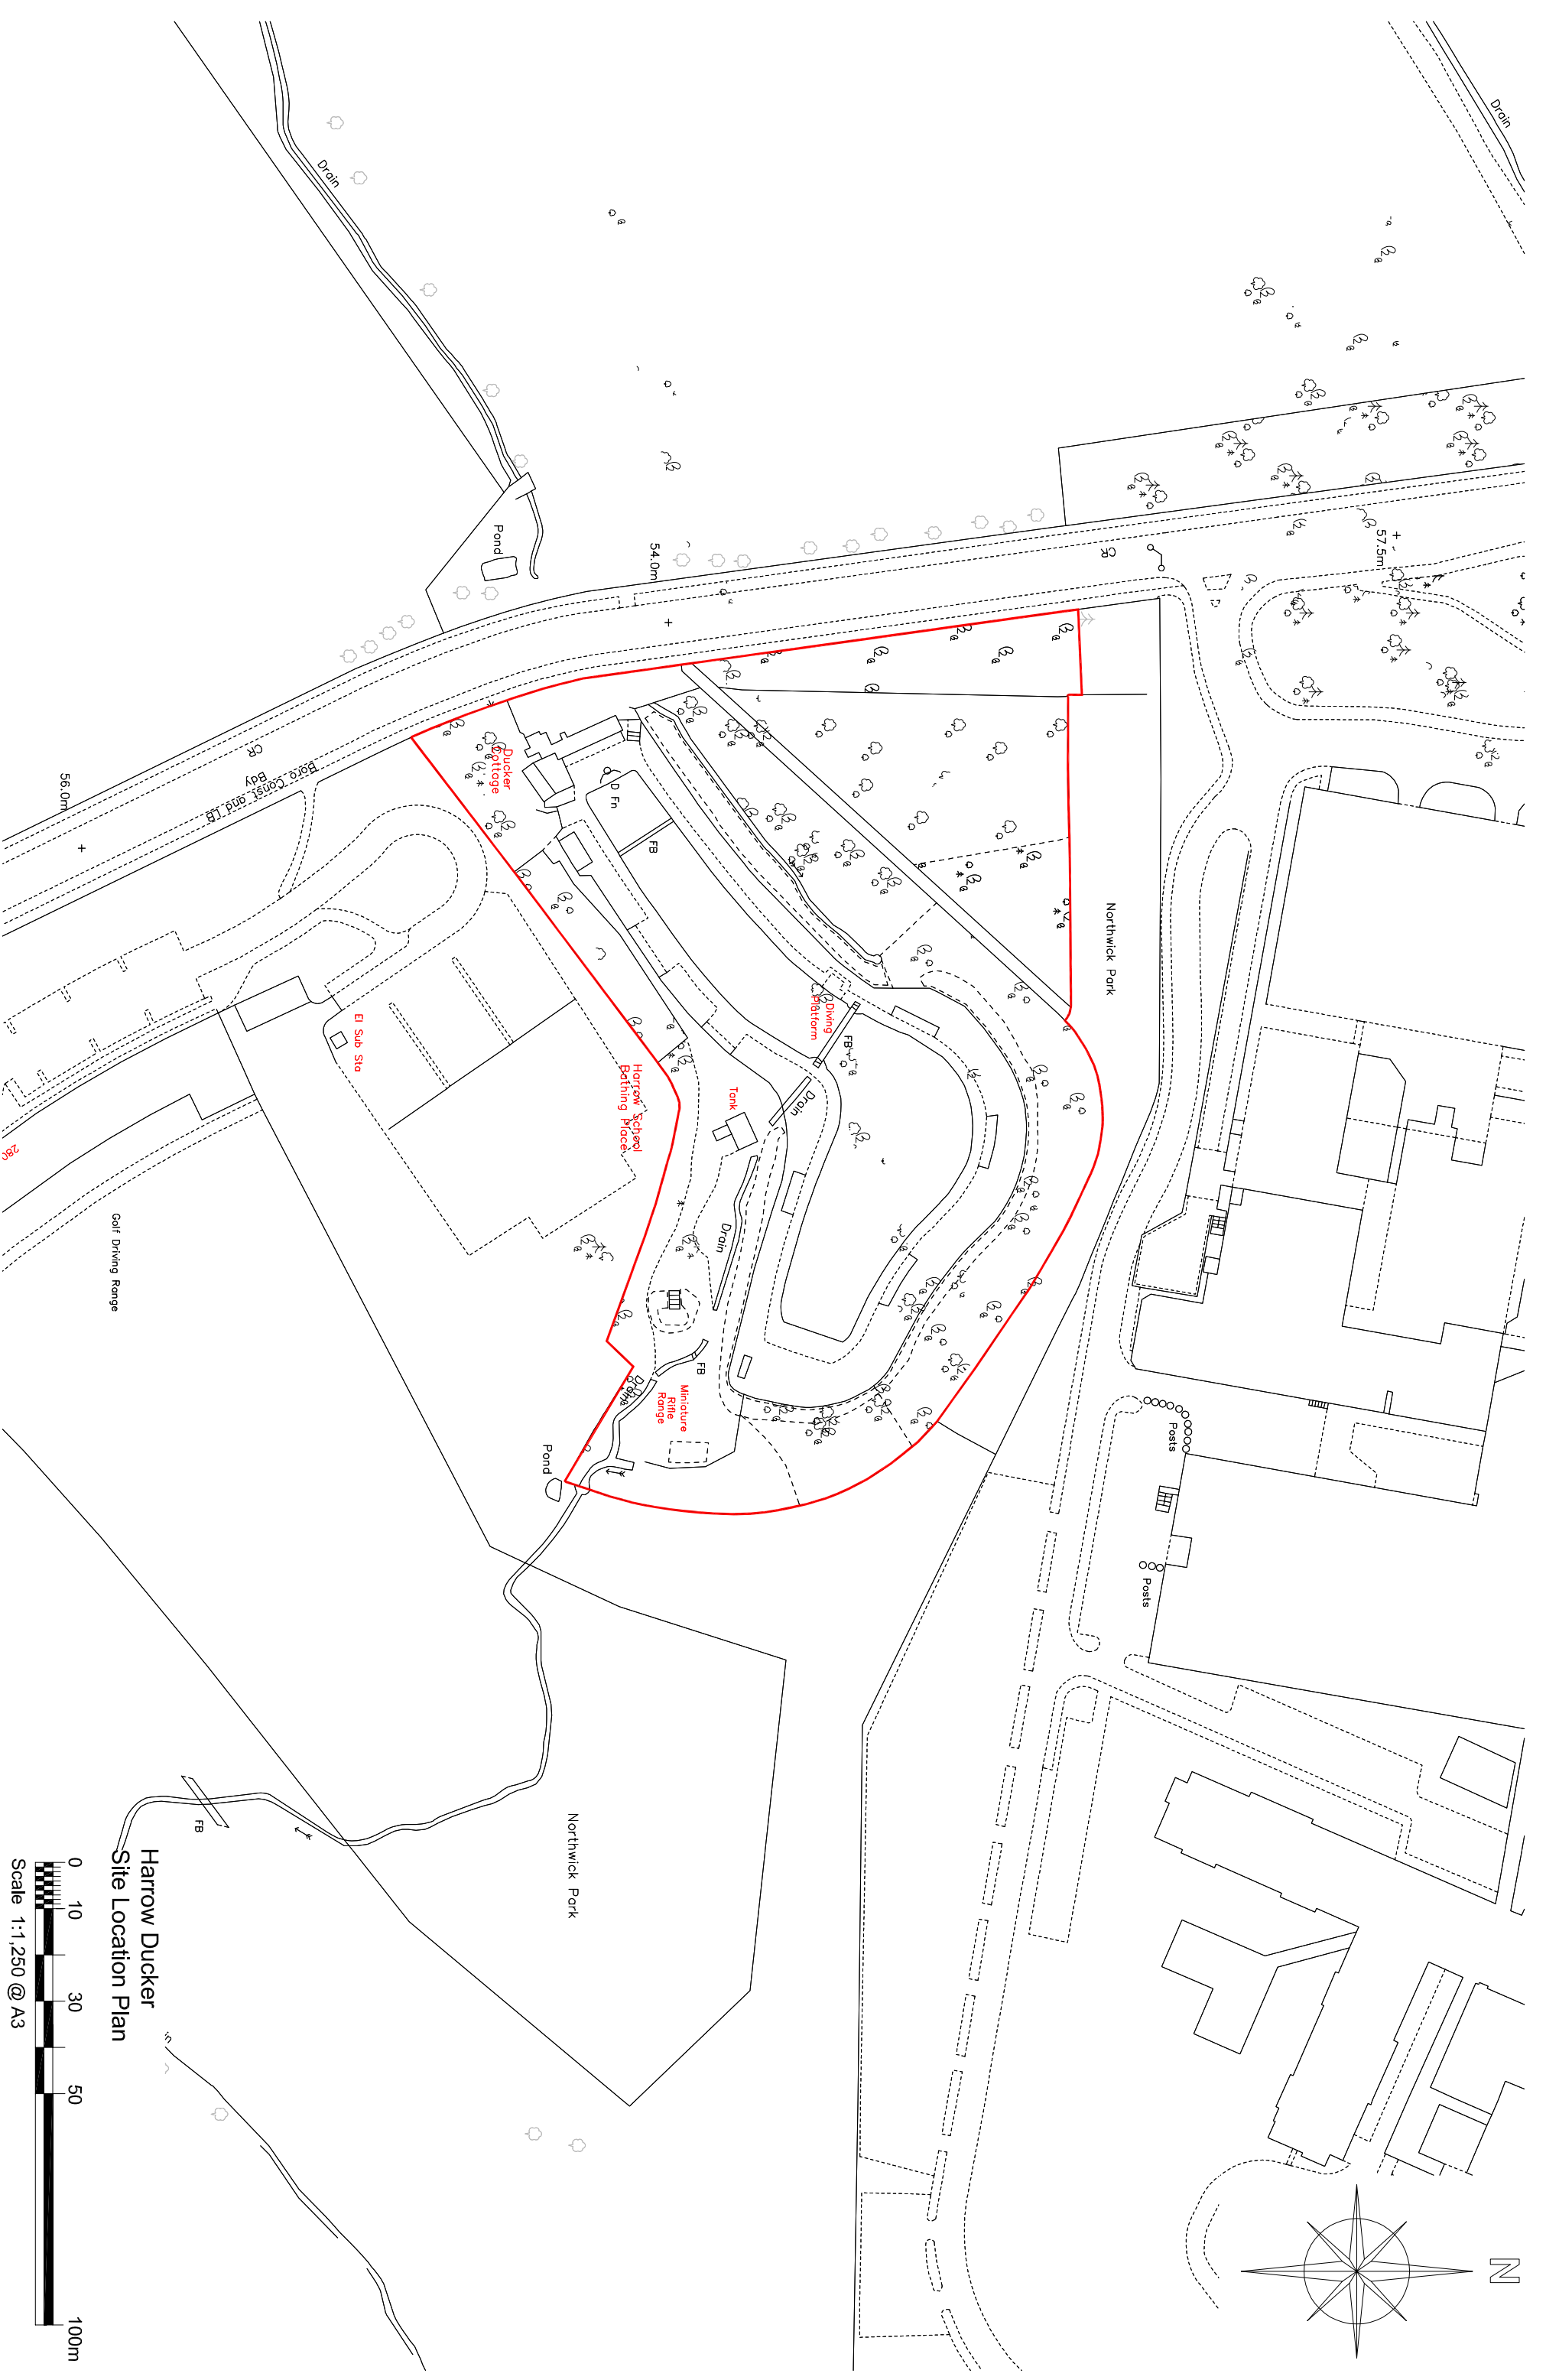 Drain
Drain
Pond
54.0m
57.5m
CR
CR
Boro Const and LB
Bdy
56.0m
Ducker
Cottage
D Fn
FB
Northwick Park
Diving
Platform
FB
El Sub Sta
Harrow School
Bathing Place
Tank
Drain
Drain
Golf Driving Range
FB
Miniature
Rifle
Range
Drain
Pond
Posts
Posts
Northwick Park
FB
Harrow Ducker
Site Location Plan
0
10
30
50
100m
Scale 1:1,250 @ A3
N